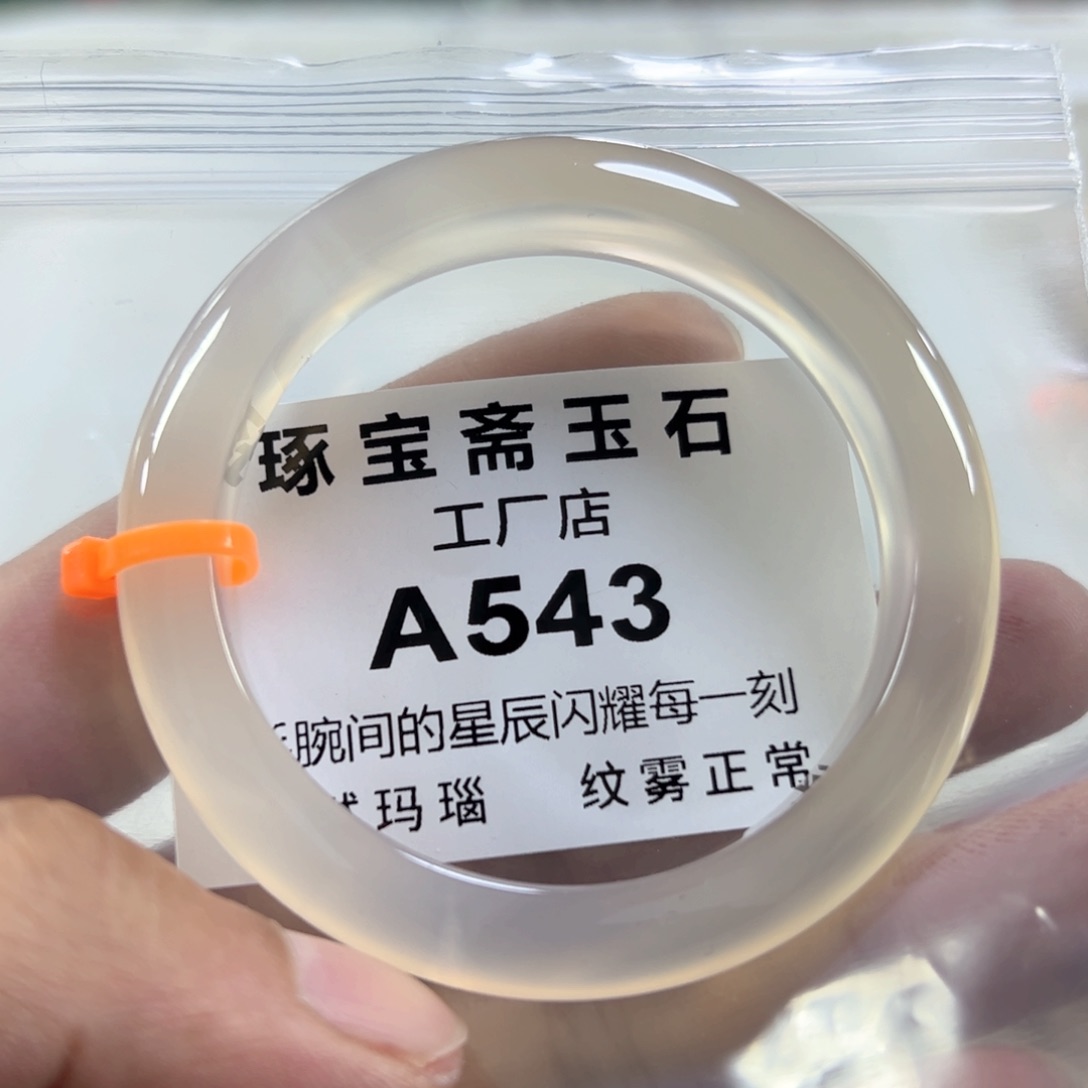 琢宝斋玉石
工厂店
A543
腕间的星辰闪耀每一刻
玛瑙 纹雾正常